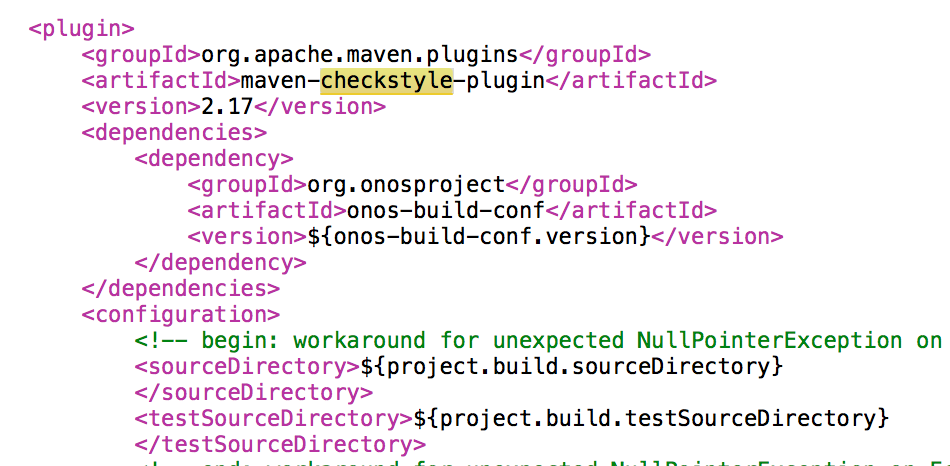 <plugin>
<groupId>org.apache.maven.plugins</groupId>
<artifactId>maven-checkstyle-plugin</artifactId>
<version>2.17</version>
<dependencies>
<dependency>
<groupId>org.onosproject</groupId>
<artifactId>onos-build-conf</artifactId>
<version>${onos-build-conf.version}</version>
</dependency>
</dependencies>
<configuration>
<!-- begin: workaround for unexpected NullPointerException on
<sourceDirectory>${project.build.sourceDirectory}
</sourceDirectory>
<testSourceDirectory>${project.build.testSourceDirectory}
</testSourceDirectory>